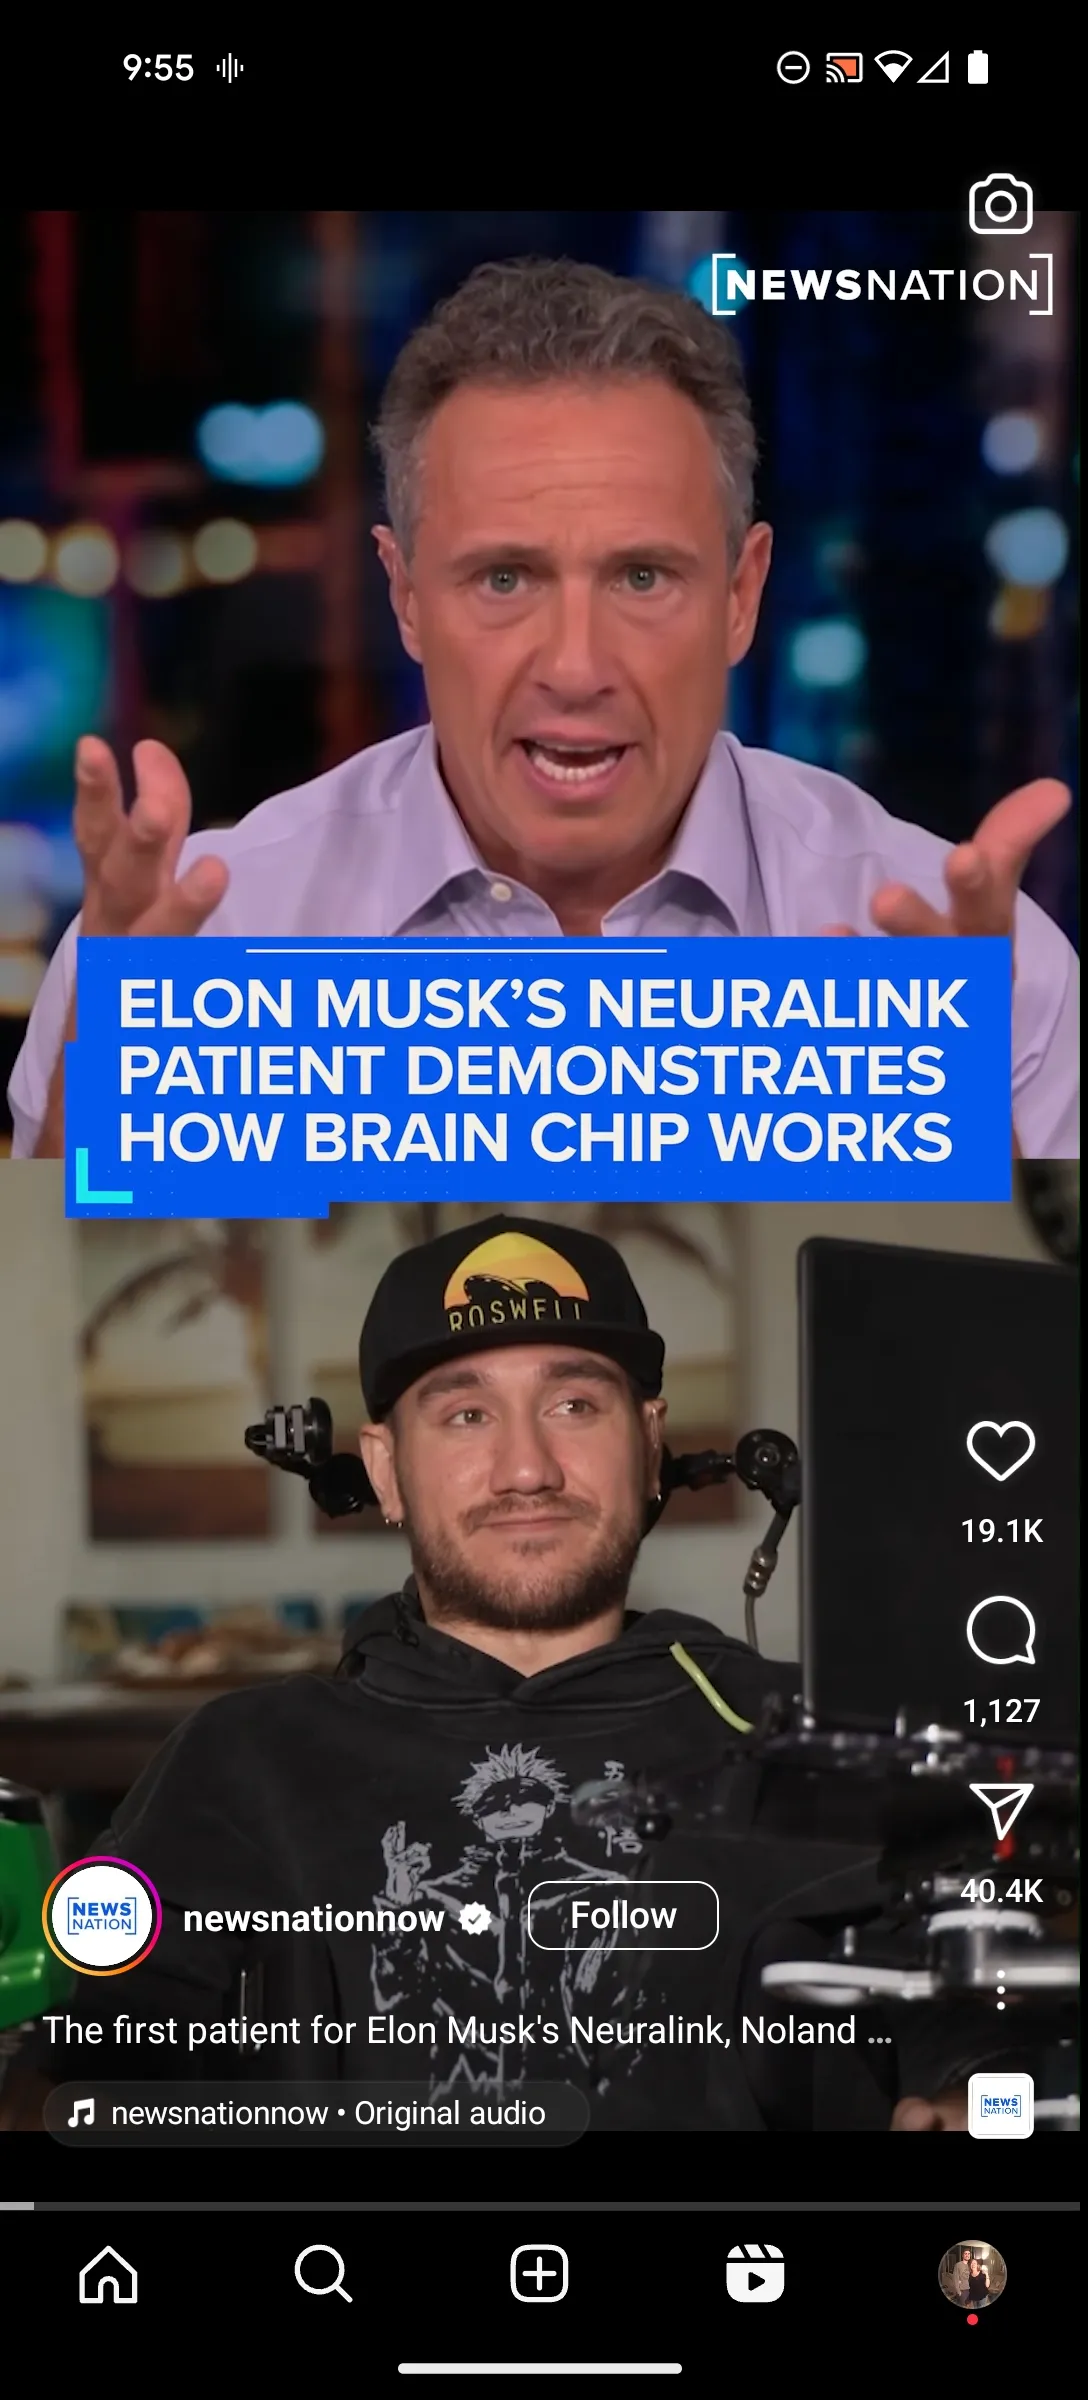 9:55
[NEWSNATION]
ELON MUSK’S NEURALINK
PATIENT DEMONSTRATES
HOW BRAIN CHIP WORKS
ROSWELL
19.1K
1,127
40.4K
NEWS
NATION
newsnationnow
Follow
The first patient for Elon Musk's Neuralink, Noland ...
newsnationnow • Original audio
NEWS
NATION